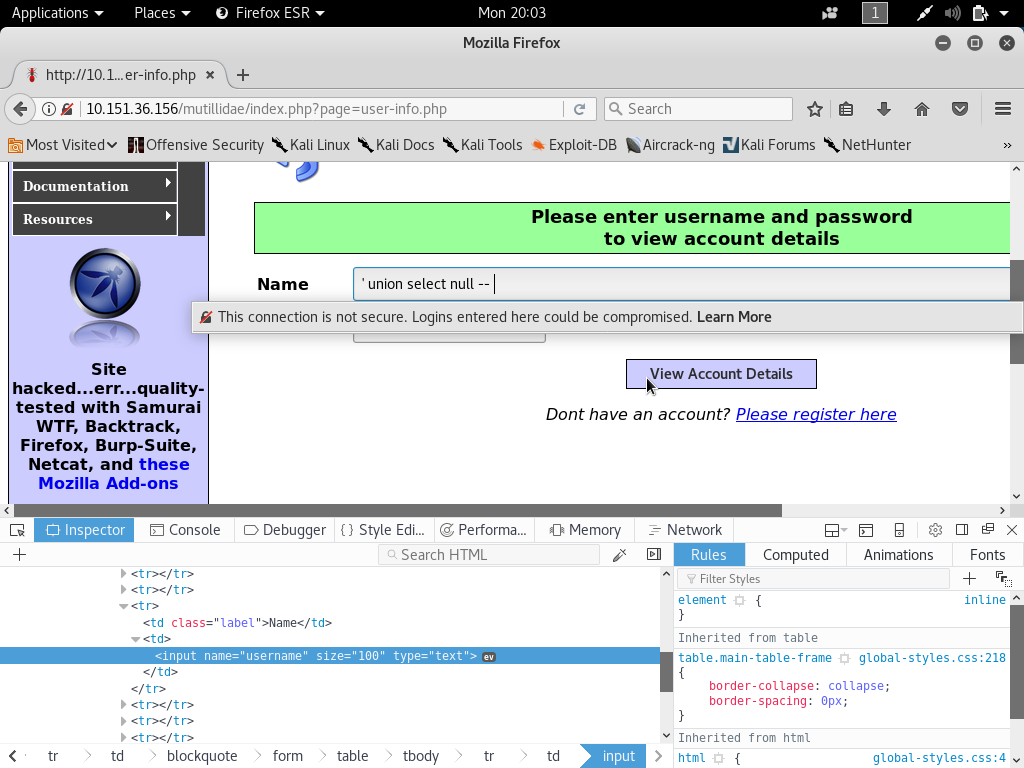 Applications Places Firefox ESR Mon 20:03 1
Mozilla Firefox
http://10.1...er-info.php
10.151.36.156/mutillidae/index.php?page=user-info.php Search
Most Visited Offensive Security Kali Linux Kali Docs Kali Tools Exploit-DB Aircrack-ng Kali Forums NetHunter
Documentation
Resources
Site
hacked...err...quality-
tested with Samurai
WTF, Backtrack,
Firefox, Burp-Suite,
Netcat, and these
Mozilla Add-ons
Please enter username and password
to view account details
Name ' union select null --
This connection is not secure. Logins entered here could be compromised. Learn More
View Account Details
Dont have an account? Please register here
Inspector Console Debugger Style Edi... Performa... Memory Network
Search HTML
<tr></tr>
<tr></tr>
<tr>
<td class="label">Name</td>
<td>
<input name="username" size="100" type="text"> ev
</td>
</tr>
<tr></tr>
<tr></tr>
<tr></tr>
tr td blockquote form table tbody tr td input
Rules Computed Animations Fonts
Filter Styles
element { inline
}
Inherited from table
table.main-table-frame global-styles.css:218
{
border-collapse: collapse;
border-spacing: 0px;
}
Inherited from html
html { global-styles.css:4